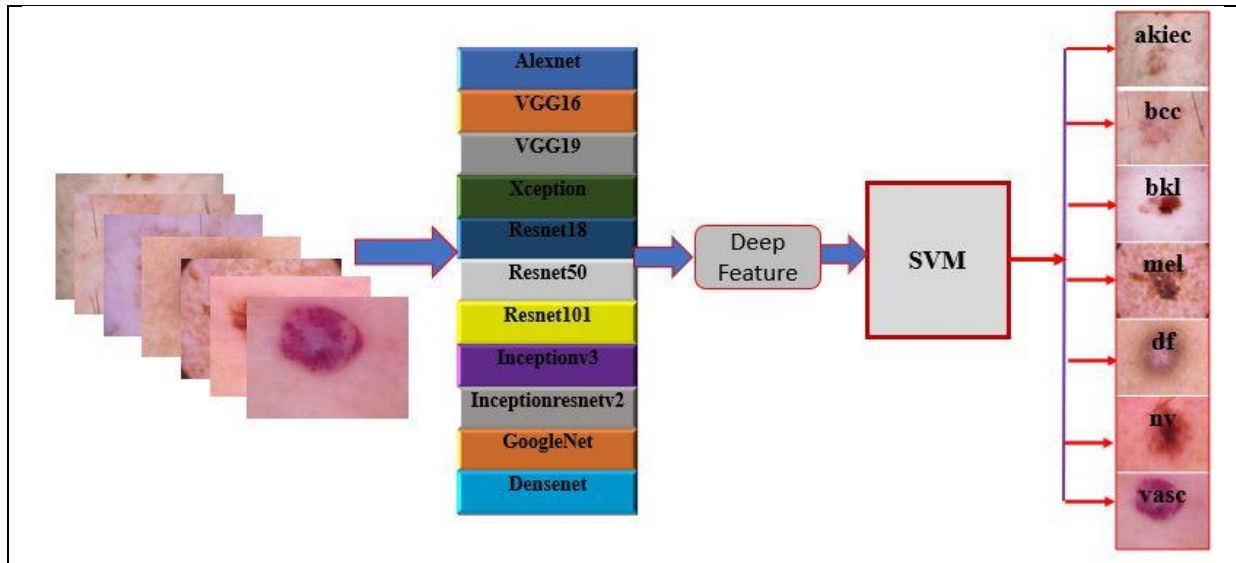 Alexnet
VGG16
VGG19
Xception
Resnet18
Resnet50
Resnet101
Inceptionv3
Inceptionresnetv2
GoogleNet
Densenet
Deep
Feature
SVM
akiec
bcc
bkl
mel
df
nv
vasc